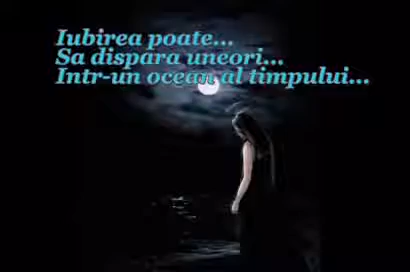 Iubirea poate...
Sa dispara uneori...
Intr-un ocean al timpului...